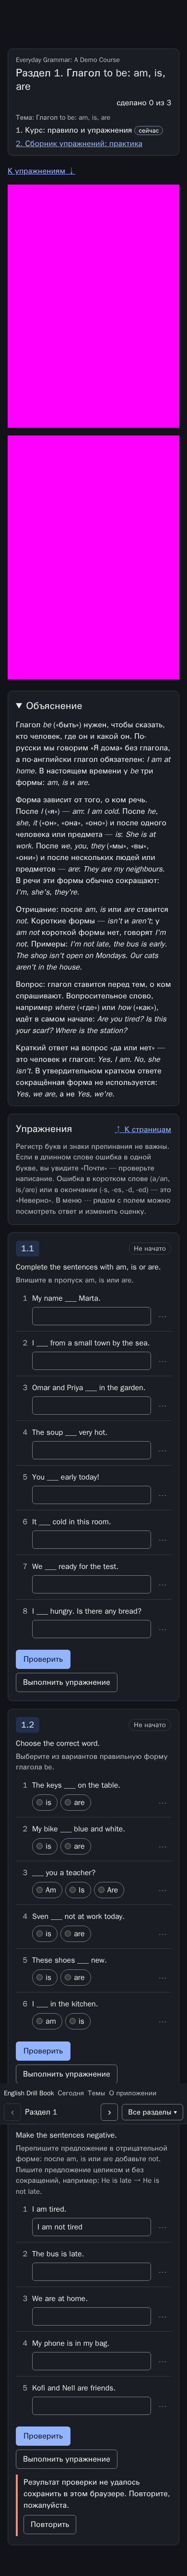 Everyday Grammar: A Demo Course
Раздел 1. Глагол to be: am, is,
are
сделано 0 из 3
Тема: Глагол to be: am, is, are
1. Курс: правило и упражнения сейчас
2. Сборник упражнений: практика
К упражнениям ↓
▼ Объяснение
Глагол be («быть») нужен, чтобы сказать,
кто человек, где он и какой он. По-
русски мы говорим «Я дома» без глагола,
а по-английски глагол обязателен: I am at
home. В настоящем времени у be три
формы: am, is и are.
Форма зависит от того, о ком речь.
После I («я») — am: I am cold. После he,
she, it («он», «она», «оно») и после одного
человека или предмета — is: She is at
work. После we, you, they («мы», «вы»,
«они») и после нескольких людей или
предметов — are: They are my neighbours.
В речи эти формы обычно сокращают:
I'm, she's, they're.
Отрицание: после am, is или are ставится
not. Короткие формы — isn't и aren't; у
am not короткой формы нет, говорят I'm
not. Примеры: I'm not late, the bus is early.
The shop isn't open on Mondays. Our cats
aren't in the house.
Вопрос: глагол ставится перед тем, о ком
спрашивают. Вопросительное слово,
например where («где») или how («как»),
идёт в самом начале: Are you tired? Is this
your scarf? Where is the station?
Краткий ответ на вопрос «да или нет» —
это человек и глагол: Yes, I am. No, she
isn't. В утвердительном кратком ответе
сокращённая форма не используется:
Yes, we are, а не Yes, we're.
Упражнения
↑ К страницам
Регистр букв и знаки препинания не важны.
Если в длинном слове ошибка в одной
букве, вы увидите «Почти» — проверьте
написание. Ошибка в коротком слове (a/an,
is/are) или в окончании (-s, -es, -d, -ed) — это
«Неверно». В меню ⋯ рядом с полем можно
посмотреть ответ и изменить оценку.
1.1
Не начато
Complete the sentences with am, is or are.
Впишите в пропуск am, is или are.
1 My name ___ Marta.
⋯
2 I ___ from a small town by the sea.
⋯
3 Omar and Priya ___ in the garden.
⋯
4 The soup ___ very hot.
⋯
5 You ___ early today!
⋯
6 It ___ cold in this room.
⋯
7 We ___ ready for the test.
⋯
8 I ___ hungry. Is there any bread?
⋯
Проверить
Выполнить упражнение
1.2
Не начато
Choose the correct word.
Выберите из вариантов правильную форму
глагола be.
1 The keys ___ on the table.
is are ⋯
2 My bike ___ blue and white.
is are ⋯
3 ___ you a teacher?
Am Is Are ⋯
4 Sven ___ not at work today.
is are ⋯
5 These shoes ___ new.
is are ⋯
6 I ___ in the kitchen.
am is ⋯
Проверить
Выполнить упражнение
English Drill Book Сегодня Темы О приложении
‹ Раздел 1 › Все разделы ▾
Make the sentences negative.
Перепишите предложение в отрицательной
форме: после am, is или are добавьте not.
Пишите предложение целиком и без
сокращений, например: He is late → He is
not late.
1 I am tired.
I am not tired ⋯
2 The bus is late.
⋯
3 We are at home.
⋯
4 My phone is in my bag.
⋯
5 Kofi and Nell are friends.
⋯
Проверить
Выполнить упражнение
Результат проверки не удалось
сохранить в этом браузере. Повторите,
пожалуйста.
Повторить